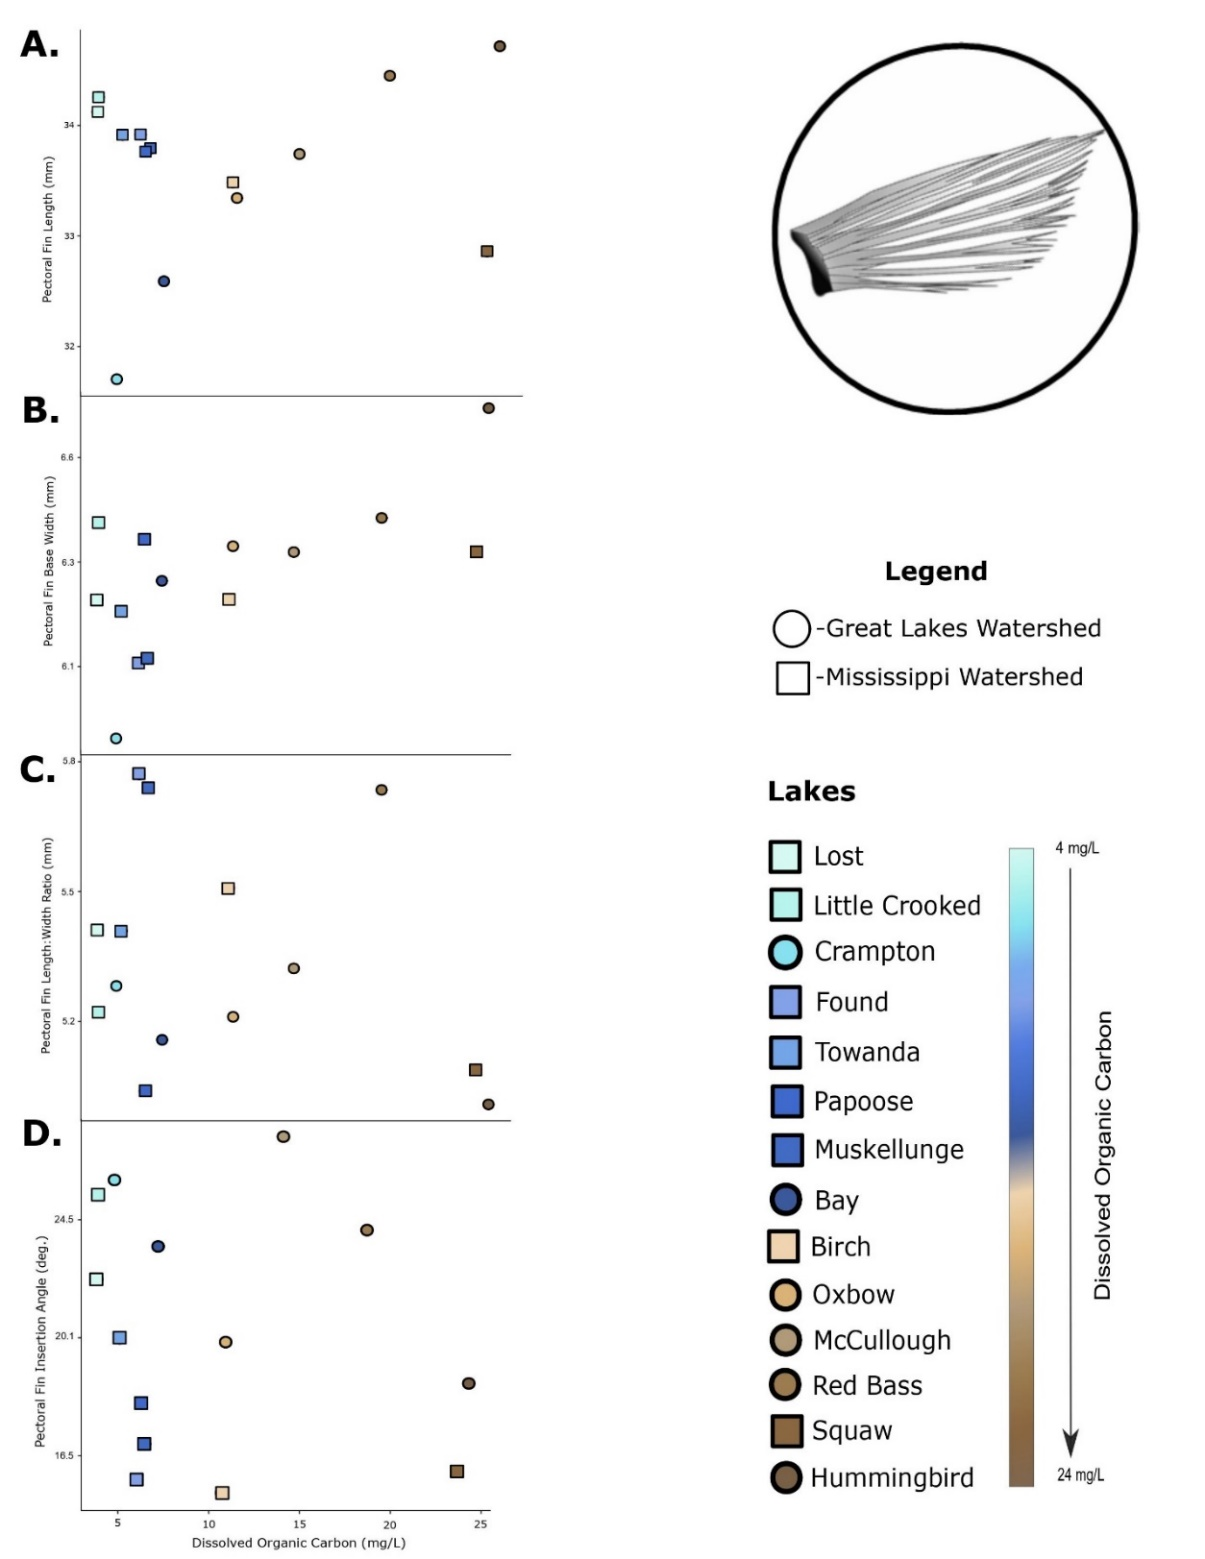 A.
34
33
32
Pectoral Fin Length (mm)
B.
6.6
6.3
6.1
Pectoral Fin Base Width (mm)
C.
5.8
5.5
5.2
Pectoral Fin Length:Width Ratio (mm)
D.
24.5
20.1
16.5
Pectoral Fin Insertion Angle (deg.)
5 10 15 20 25
Dissolved Organic Carbon (mg/L)
Legend
-Great Lakes Watershed
-Mississippi Watershed
Lakes
Lost
Little Crooked
Crampton
Found
Towanda
Papoose
Muskellunge
Bay
Birch
Oxbow
McCullough
Red Bass
Squaw
Hummingbird
4 mg/L
Dissolved Organic Carbon
24 mg/L